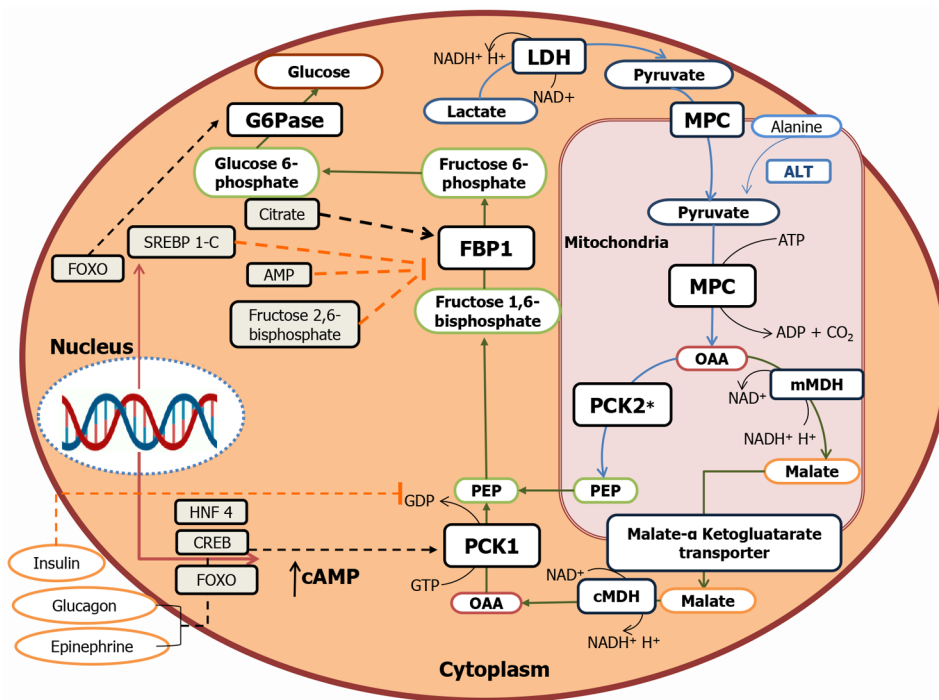 Glucose
G6Pase
Glucose 6-
phosphate
Fructose 6-
phosphate
Citrate
SREBP 1-C
FOXO
AMP
Fructose 2,6-
bisphosphate
FBP1
Fructose 1,6-
bisphosphate
NADH⁺ H⁺
LDH
NAD+
Lactate
Pyruvate
MPC
Alanine
ALT
Pyruvate
Mitochondria
ATP
MPC
ADP + CO₂
OAA
mMDH
NAD⁺
NADH⁺ H⁺
PCK2*
Malate
PEP
PEP
Malate-α Ketogluatarate
transporter
Nucleus
GDP
PCK1
GTP
OAA
NAD⁺
cMDH
NADH⁺ H⁺
Malate
HNF 4
CREB
FOXO
cAMP
Insulin
Glucagon
Epinephrine
Cytoplasm